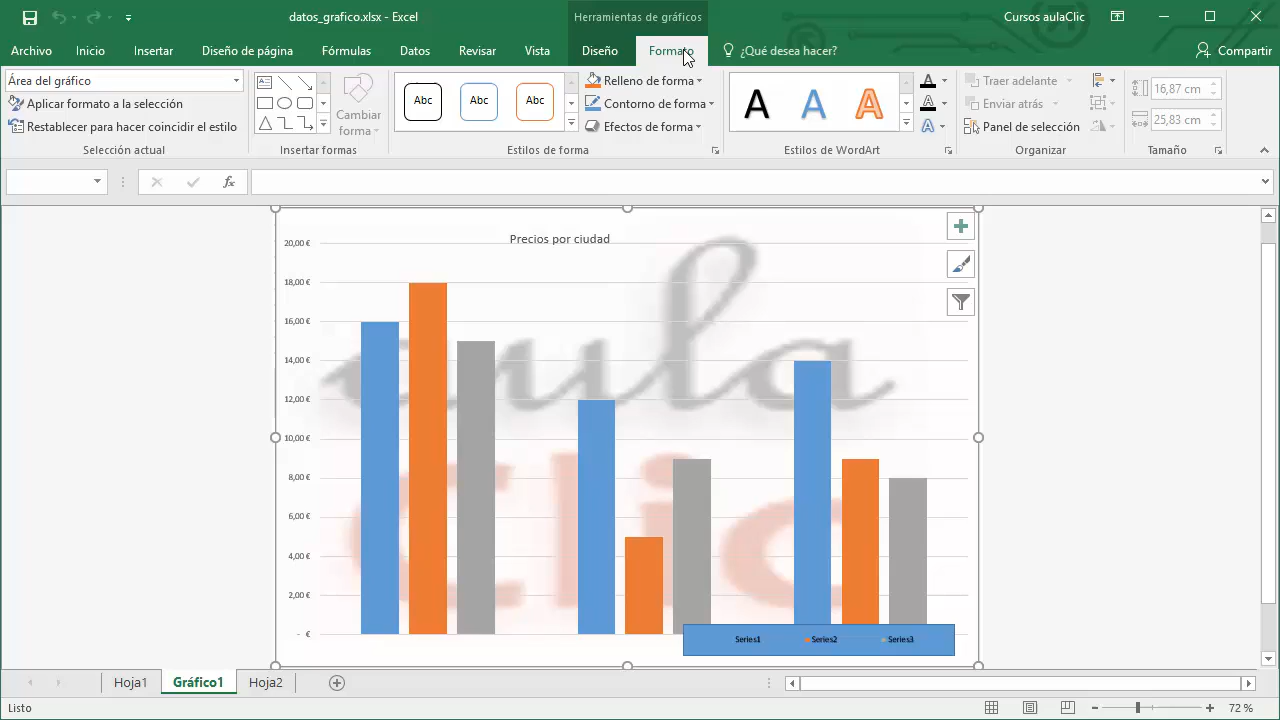 datos_grafico.xlsx - Excel
Herramientas de gráficos
Cursos aulaClic
Archivo Inicio Insertar Diseño de página Fórmulas Datos Revisar Vista Diseño Formato ¿Qué desea hacer? Compartir
Área del gráfico
Aplicar formato a la selección
Restablecer para hacer coincidir el estilo
Selección actual
Cambiar
forma
Insertar formas
Abc Abc Abc
Relleno de forma
Contorno de forma
Efectos de forma
Estilos de forma
A A A
A
A
A
Estilos de WordArt
Traer adelante
Enviar atrás
Panel de selección
Organizar
16,87 cm
25,83 cm
Tamaño
fx
Precios por ciudad
20,00 €
18,00 €
16,00 €
14,00 €
12,00 €
10,00 €
8,00 €
6,00 €
4,00 €
2,00 €
- €
aula
Clic
Series1 Series2 Series3
Hoja1 Gráfico1 Hoja2
Listo
72 %